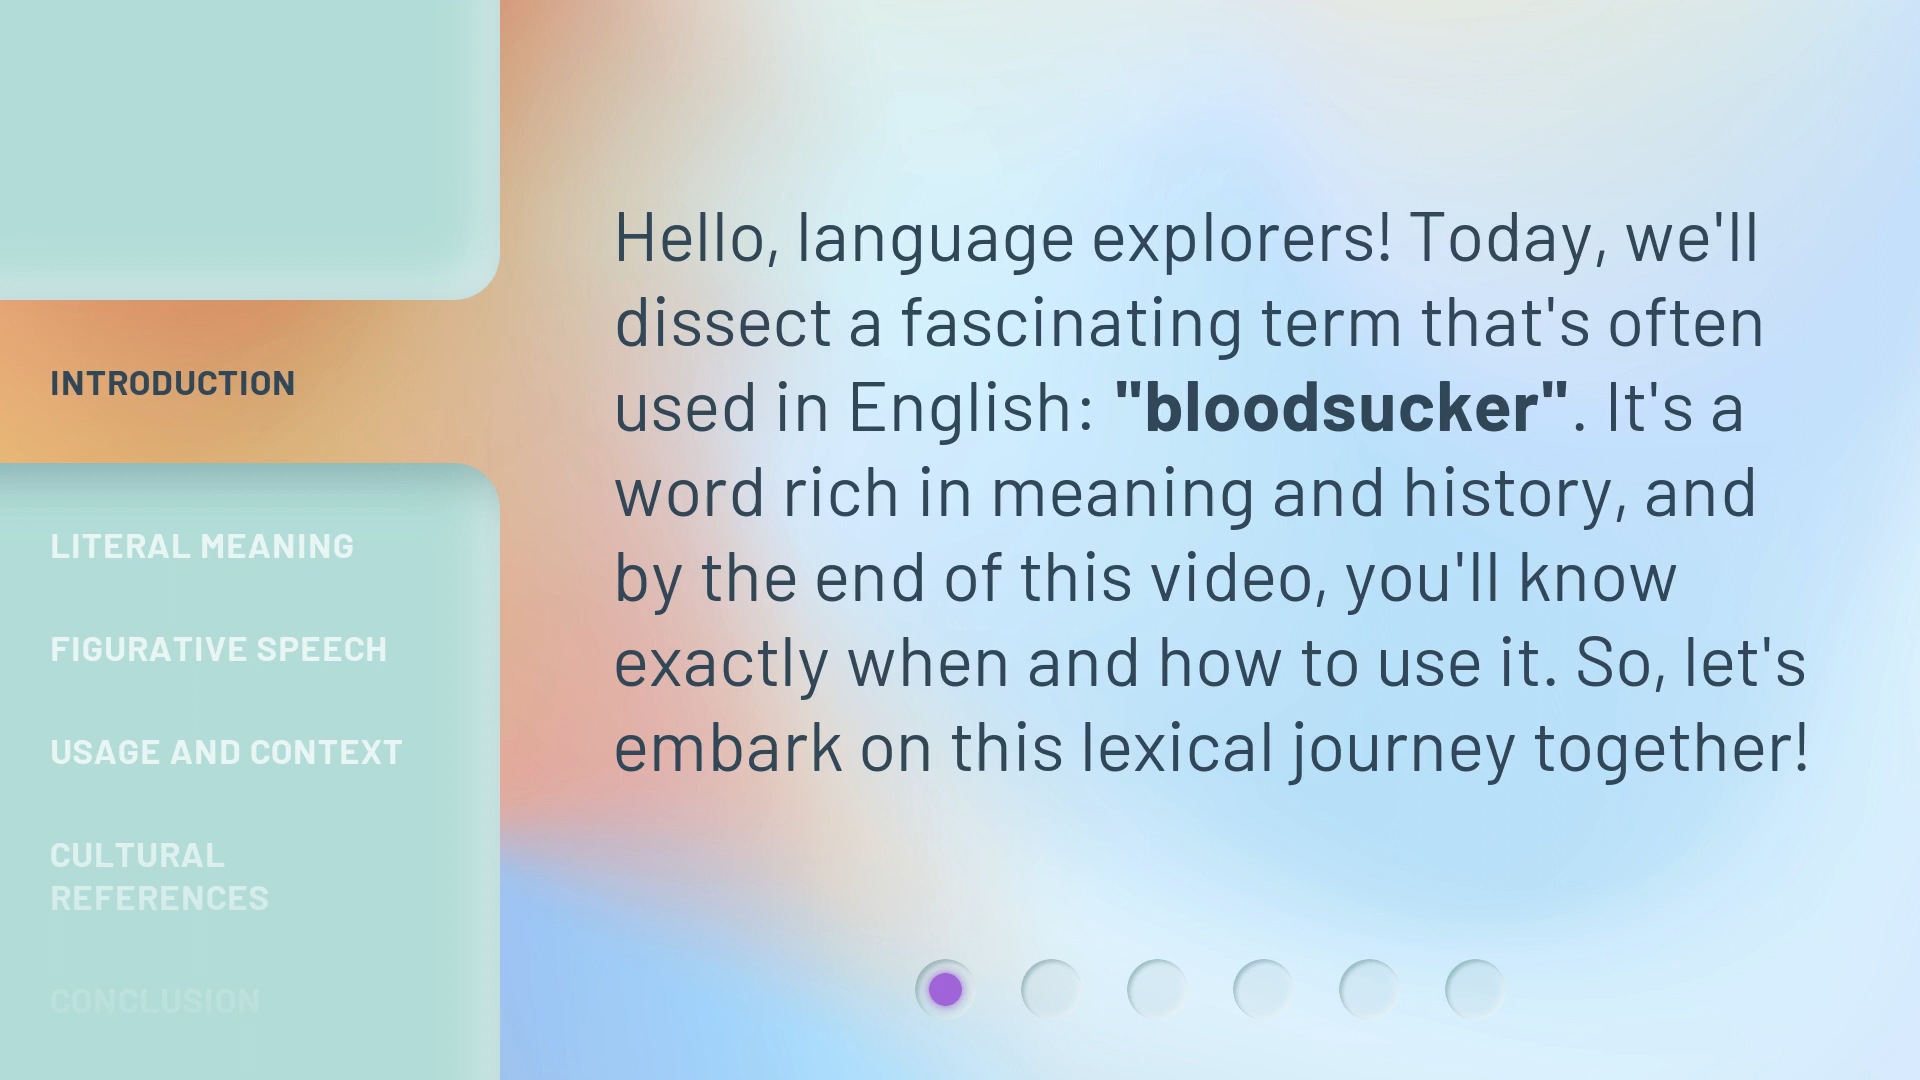 INTRODUCTION
LITERAL MEANING
FIGURATIVE SPEECH
USAGE AND CONTEXT
CULTURAL
REFERENCES
CONCLUSION
Hello, language explorers! Today, we'll
dissect a fascinating term that's often
used in English: "bloodsucker". It's a
word rich in meaning and history, and
by the end of this video, you'll know
exactly when and how to use it. So, let's
embark on this lexical journey together!